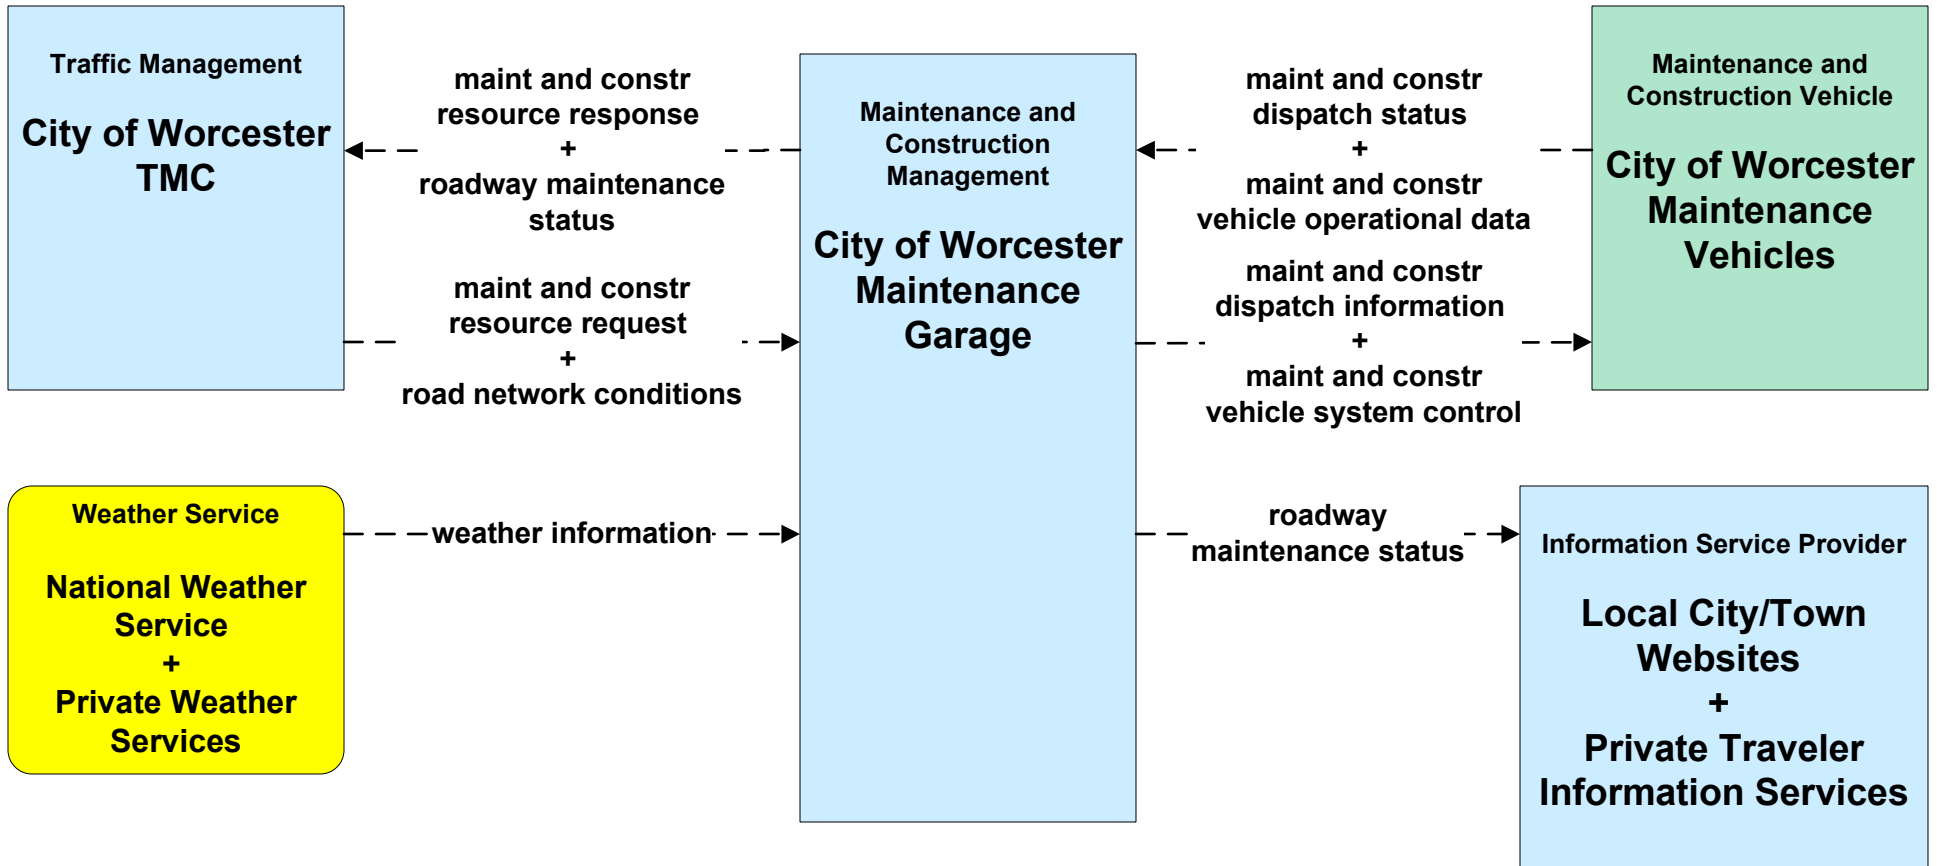 Traffic Management
City of Worcester
TMC
maint and constr
resource response
+
roadway maintenance
status
maint and constr
resource request
+
road network conditions
Maintenance and
Construction
Management
City of Worcester
Maintenance
Garage
maint and constr
dispatch status
+
maint and constr
vehicle operational data
maint and constr
dispatch information
+
maint and constr
vehicle system control
Maintenance and
Construction Vehicle
City of Worcester
Maintenance
Vehicles
Weather Service
National Weather
Service
+
Private Weather
Services
weather information
roadway
maintenance status
Information Service Provider
Local City/Town
Websites
+
Private Traveler
Information Services